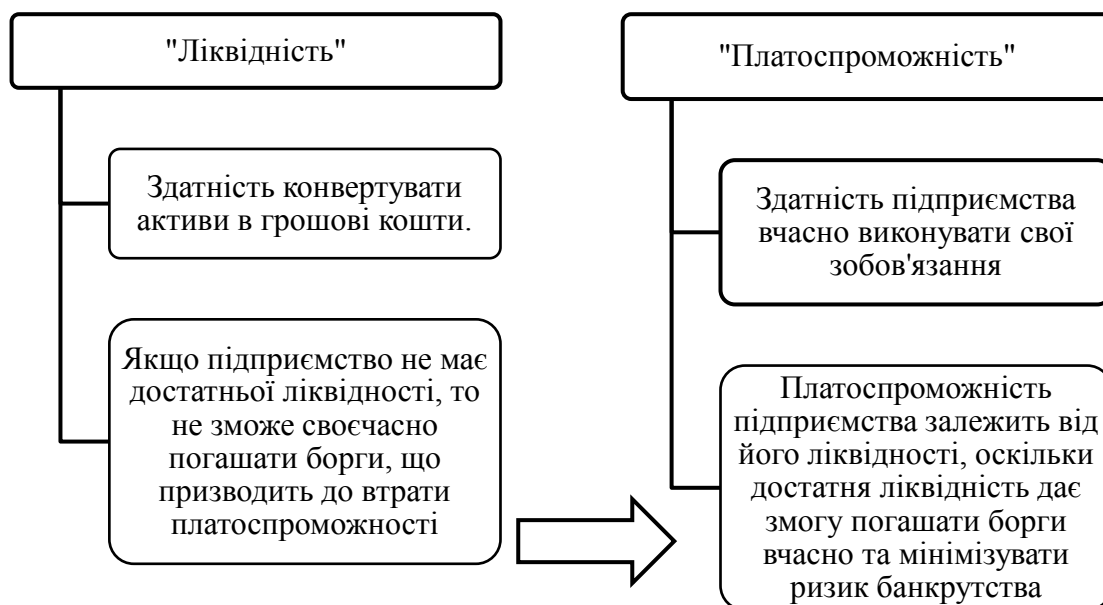 "Ліквідність"
Здатність конвертувати
активи в грошові кошти.
Якщо підприємство не має
достатньої ліквідності, то
не зможе своєчасно
погашати борги, що
призводить до втрати
платоспроможності
"Платоспроможність"
Здатність підприємства
вчасно виконувати свої
зобов'язання
Платоспроможність
підприємства залежить від
його ліквідності, оскільки
достатня ліквідність дає
змогу погашати борги
вчасно та мінімізувати
ризик банкрутства